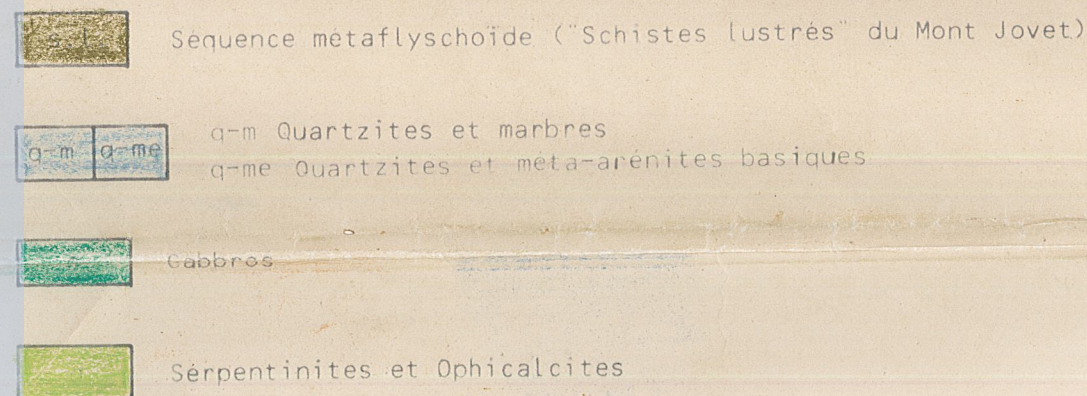 s.l. Séquence métaflyschoïde ("Schistes lustrés" du Mont Jovet)
q-m q-me q-m Quartzites et marbres
q-me Quartzites et méta-arénites basiques
Gabbros
Serpentinites et Ophicalcites